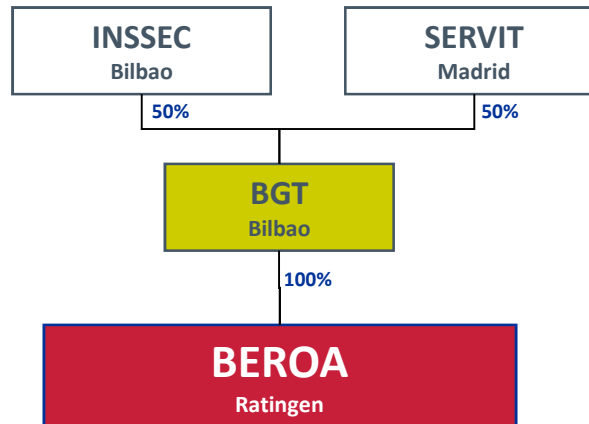 INSSEC
Bilbao
SERVIT
Madrid
50%
50%
BGT
Bilbao
100%
BEROA
Ratingen